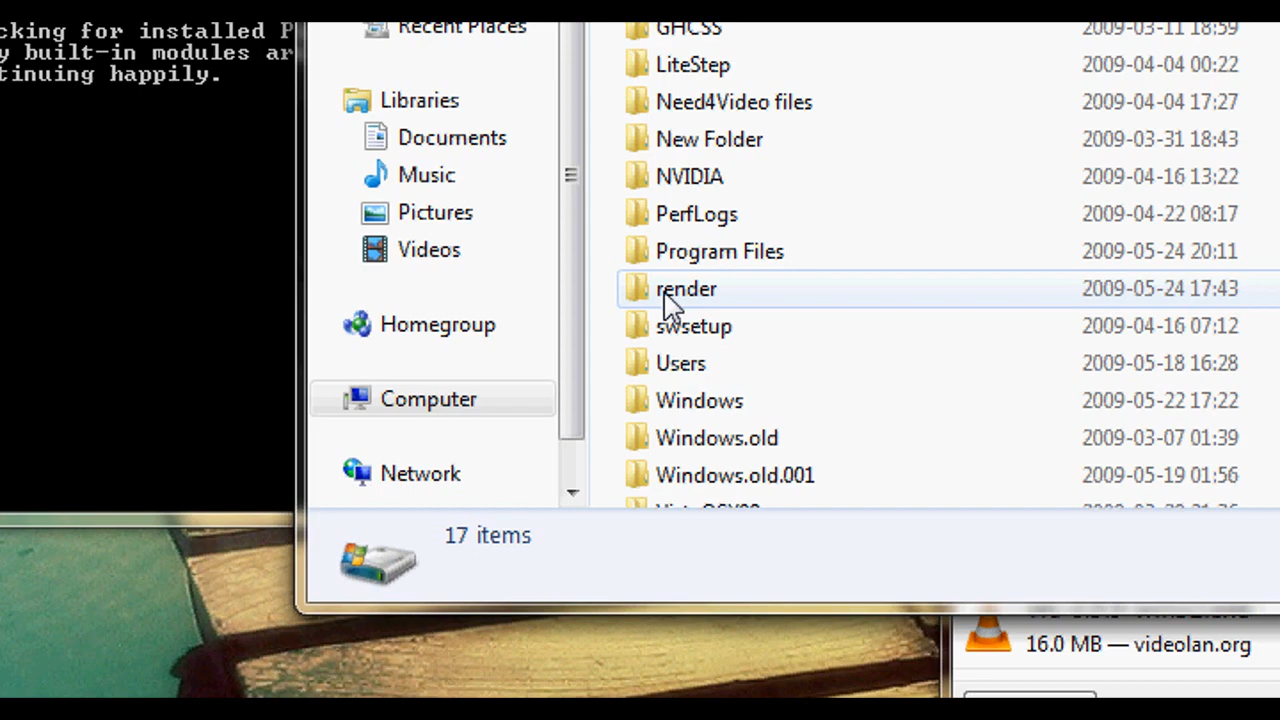 cking for installed P
y built-in modules ar
tinuing happily.
Recent Places
Libraries
Documents
Music
Pictures
Videos
Homegroup
Computer
Network
GHCSS 2009-03-11 18:59
LiteStep 2009-04-04 00:22
Need4Video files 2009-04-04 17:27
New Folder 2009-03-31 18:43
NVIDIA 2009-04-16 13:22
PerfLogs 2009-04-22 08:17
Program Files 2009-05-24 20:11
render 2009-05-24 17:43
swsetup 2009-04-16 07:12
Users 2009-05-18 16:28
Windows 2009-05-22 17:22
Windows.old 2009-03-07 01:39
Windows.old.001 2009-05-19 01:56
17 items
16.0 MB — videolan.org